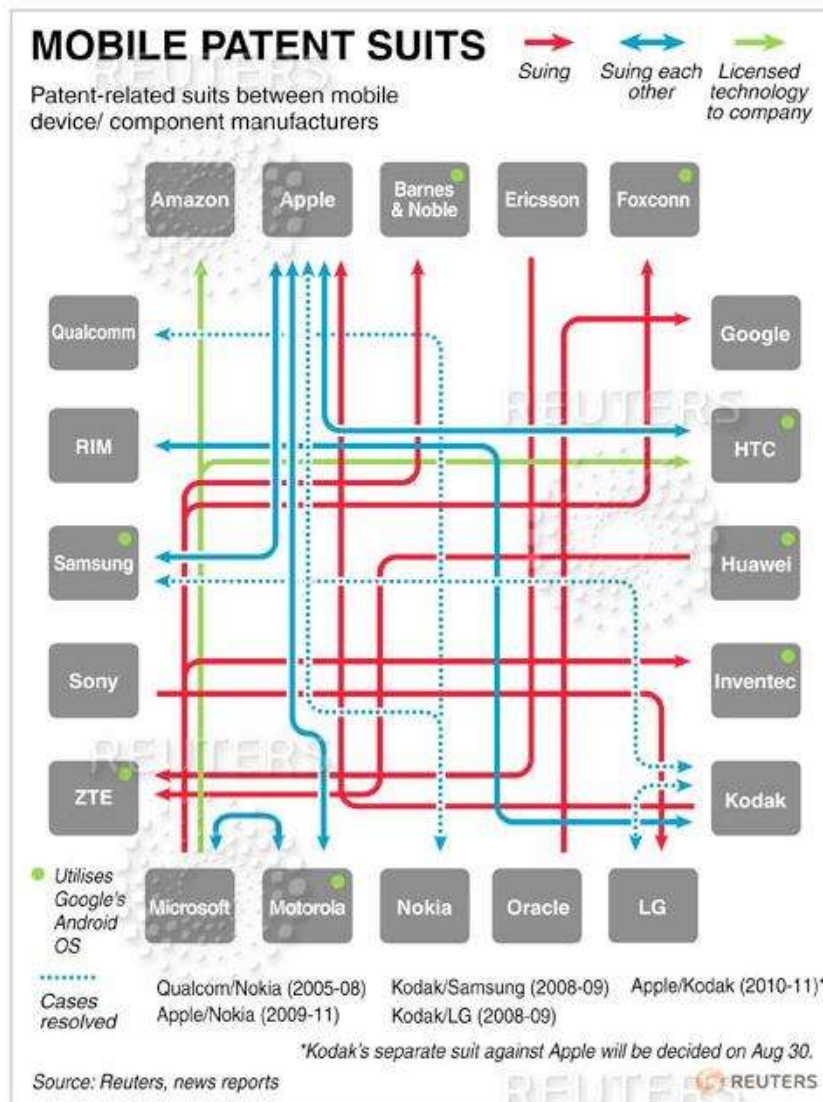 MOBILE PATENT SUITS
Patent-related suits between mobile
device/ component manufacturers
Suing
Suing each
other
Licensed
technology
to company
Amazon
Apple
Barnes
& Noble
Ericsson
Foxconn
Qualcomm
Google
RIM
HTC
Samsung
Huawei
Sony
Inventec
ZTE
Kodak
Microsoft
Motorola
Nokia
Oracle
LG
Utilises
Google's
Android
OS
Cases
resolved
Qualcom/Nokia (2005-08)
Kodak/Samsung (2008-09)
Apple/Kodak (2010-11)*
Apple/Nokia (2009-11)
Kodak/LG (2008-09)
*Kodak's separate suit against Apple will be decided on Aug 30.
Source: Reuters, news reports
REUTERS
REUTERS
REUTERS
REUTERS
REUTERS